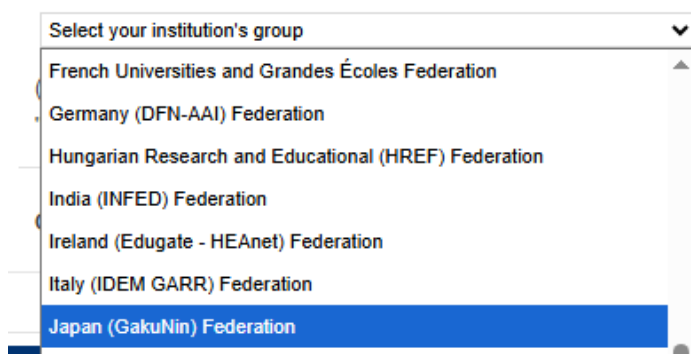 Select your institution's group
French Universities and Grandes Écoles Federation
Germany (DFN-AAI) Federation
Hungarian Research and Educational (HREF) Federation
India (INFED) Federation
Ireland (Edugate - HEAnet) Federation
Italy (IDEM GARR) Federation
Japan (GakuNin) Federation